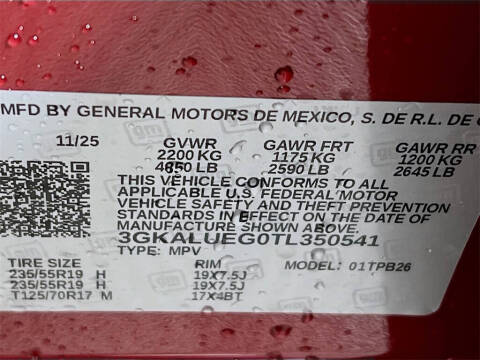 MFD BY GENERAL MOTORS DE MEXICO, S. DE R.L. DE
11/25 GVWR GAWR FRT GAWR RR
2200 KG 1175 KG 1200 KG
4850 LB 2590 LB 2645 LB
THIS VEHICLE CONFORMS TO ALL
APPLICABLE U.S. FEDERAL MOTOR
VEHICLE SAFETY AND THEFT PREVENTION
STANDARDS IN EFFECT ON THE DATE OF
MANUFACTURE SHOWN ABOVE.
3GKALUEG0TL350541
TYPE: MPV MODEL: 01TPB26
TIRE SIZE RIM
235/55R19 H 19X7.5J
235/55R19 H 19X7.5J
T125/70R17 M 17X4BT